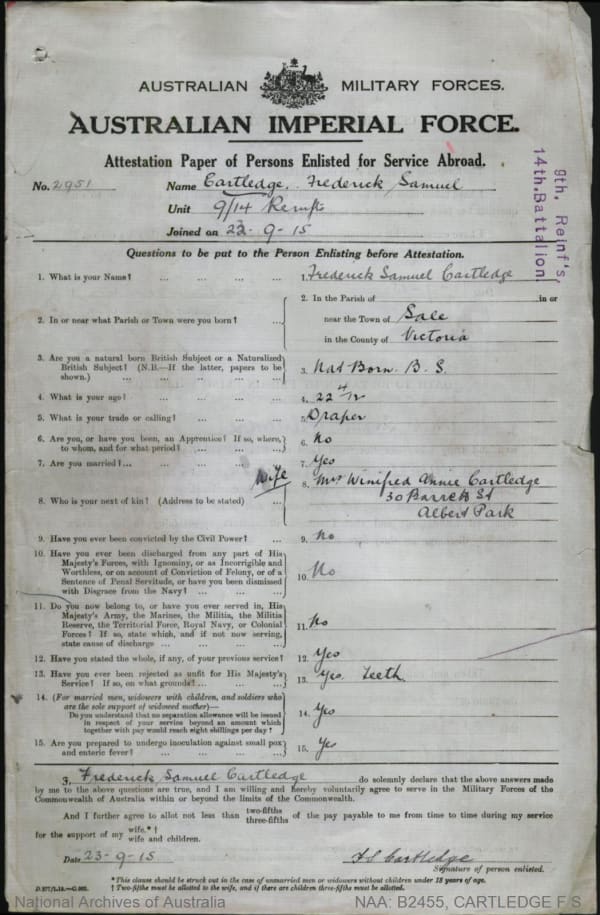 AUSTRALIAN MILITARY FORCES.
AUSTRALIAN IMPERIAL FORCE.
Attestation Paper of Persons Enlisted for Service Abroad.
9th. Reinf's,
14th. Battalion.
No. 2951 Name Cartledge, Frederick Samuel
Unit 9/14 Reinfts
Joined on 23-9-15
Questions to be put to the Person Enlisting before Attestation.
1. What is your Name? ... ... ... ... 1. Frederick Samuel Cartledge
2. In or near what Parish or Town were you born? ... 2. In the Parish of in or
near the Town of Sale
in the County of Victoria
3. Are you a natural born British Subject or a Naturalized
British Subject? (N.B.—If the latter, papers to be
shown.) ... ... ... ... 3. Nat Born. B. S.
4. What is your age? ... ... ... ... 4. 22 4/12
5. What is your trade or calling? ... ... ... 5. Draper
6. Are you, or have you been, an Apprentice? If so, where,
to whom, and for what period? ... ... ... 6. No
7. Are you married?... ... ... ... 7. Yes
Wife
8. Who is your next of kin? (Address to be stated) ... 8. Mrs Winifred Annie Cartledge
30 Barrett St
Albert Park
9. Have you ever been convicted by the Civil Power? ... 9. No
10. Have you ever been discharged from any part of His
Majesty's Forces, with Ignominy, or as Incorrigible and
Worthless, or on account of Conviction of Felony, or of a
Sentence of Penal Servitude, or have you been dismissed
with Disgrace from the Navy? ... ... ... 10. No
11. Do you now belong to, or have you ever served in, His
Majesty's Army, the Marines, the Militia, the Militia
Reserve, the Territorial Force, Royal Navy, or Colonial
Forces? If so, state which, and if not now serving,
state cause of discharge ... ... ... 11. No
12. Have you stated the whole, if any, of your previous service? 12. Yes
13. Have you ever been rejected as unfit for His Majesty's
Service? If so, on what grounds?... ... ... 13. Yes. Teeth
14. (For married men, widowers with children, and soldiers who
are the sole support of widowed mother)—
Do you understand that no separation allowance will be issued
in respect of your service beyond an amount which
together with pay would reach eight shillings per day? 14. Yes
15. Are you prepared to undergo inoculation against small pox
and enteric fever? ... ... ... ... 15. Yes
I, Frederick Samuel Cartledge do solemnly declare that the above answers made
by me to the above questions are true, and I am willing and hereby voluntarily agree to serve in the Military Forces of the
Commonwealth of Australia within or beyond the limits of the Commonwealth.
And I further agree to allot not less than two-fifths three-fifths of the pay payable to me from time to time during my service
for the support of my wife.*† wife and children.
Date 23-9-15 F S Cartledge
Signature of person enlisted.
* This clause should be struck out in the case of unmarried men or widowers without children under 18 years of age.
† Two-fifths must be allotted to the wife, and if there are children three-fifths must be allotted.
National Archives of Australia NAA: B2455, CARTLEDGE F S